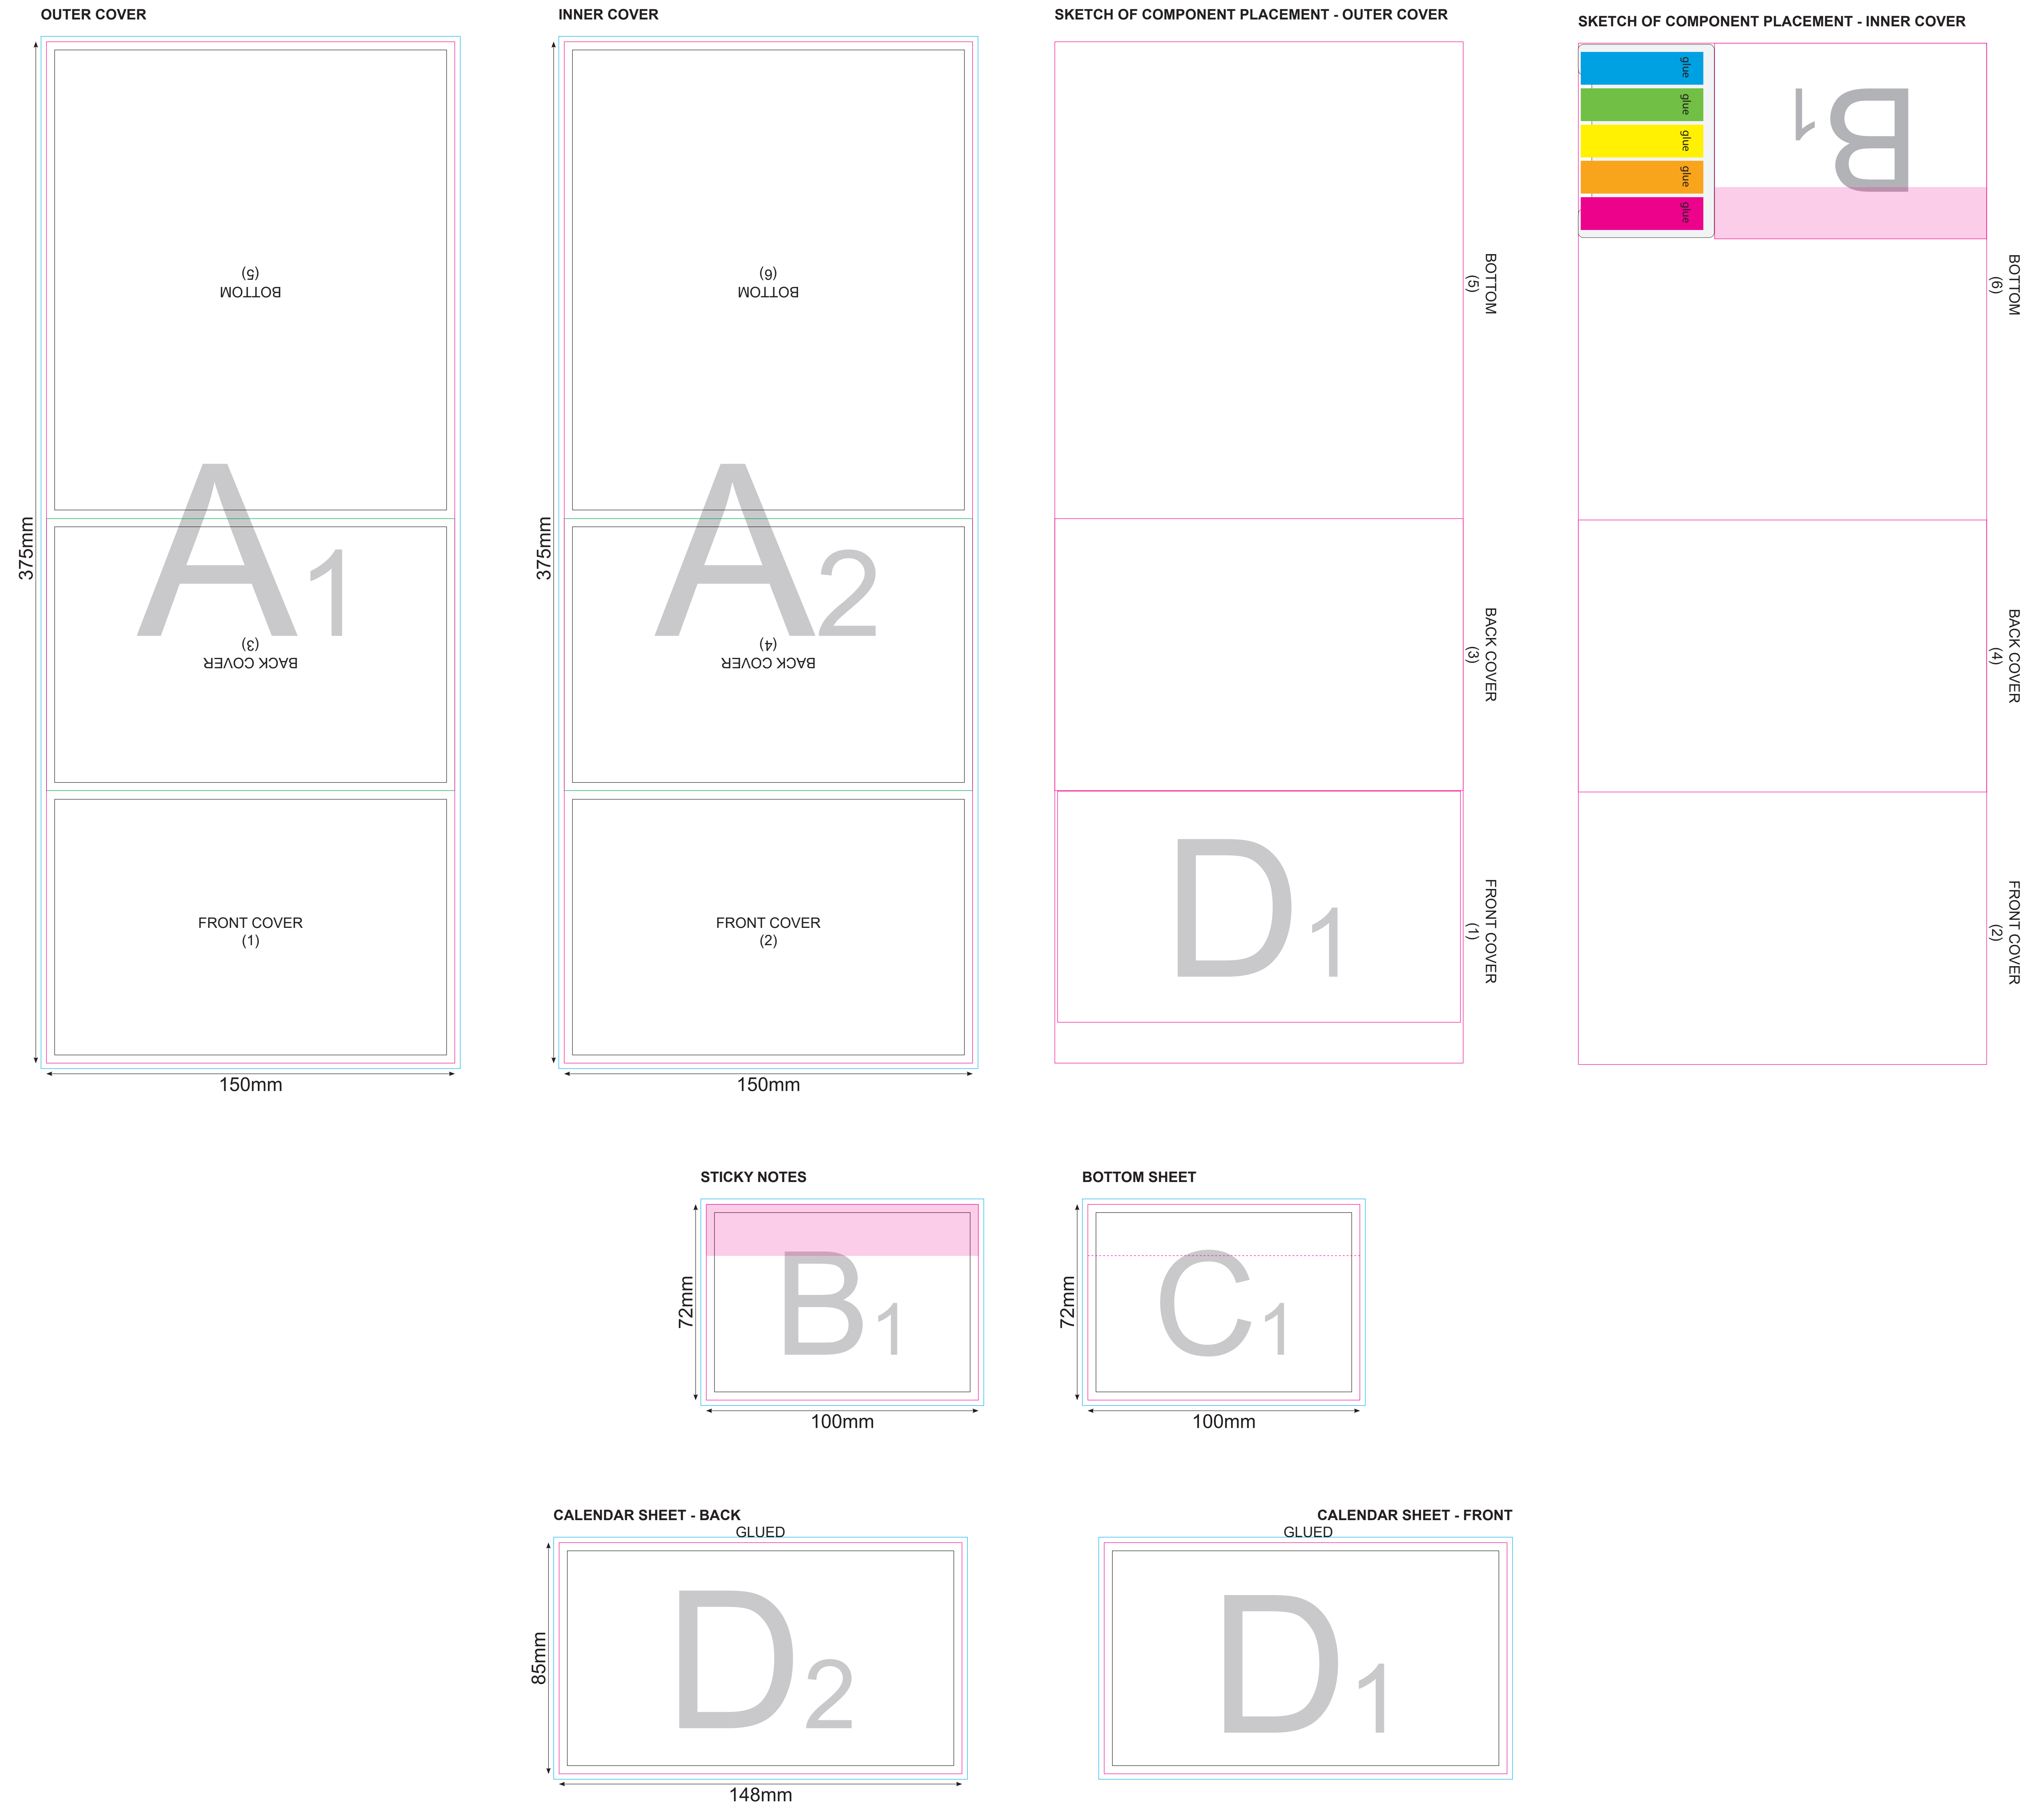 OUTER COVER
375mm
BOTTOM
(5)
A1
BACK COVER
(3)
FRONT COVER
(1)
150mm
INNER COVER
375mm
BOTTOM
(6)
A2
BACK COVER
(4)
FRONT COVER
(2)
150mm
SKETCH OF COMPONENT PLACEMENT - OUTER COVER
BOTTOM
(5)
BACK COVER
(3)
D1
FRONT COVER
(1)
SKETCH OF COMPONENT PLACEMENT - INNER COVER
glue
glue
glue
glue
glue
B1
BOTTOM
(6)
BACK COVER
(4)
FRONT COVER
(2)
STICKY NOTES
72mm
B1
100mm
BOTTOM SHEET
72mm
C1
100mm
CALENDAR SHEET - BACK
GLUED
85mm
D2
148mm
CALENDAR SHEET - FRONT
GLUED
D1